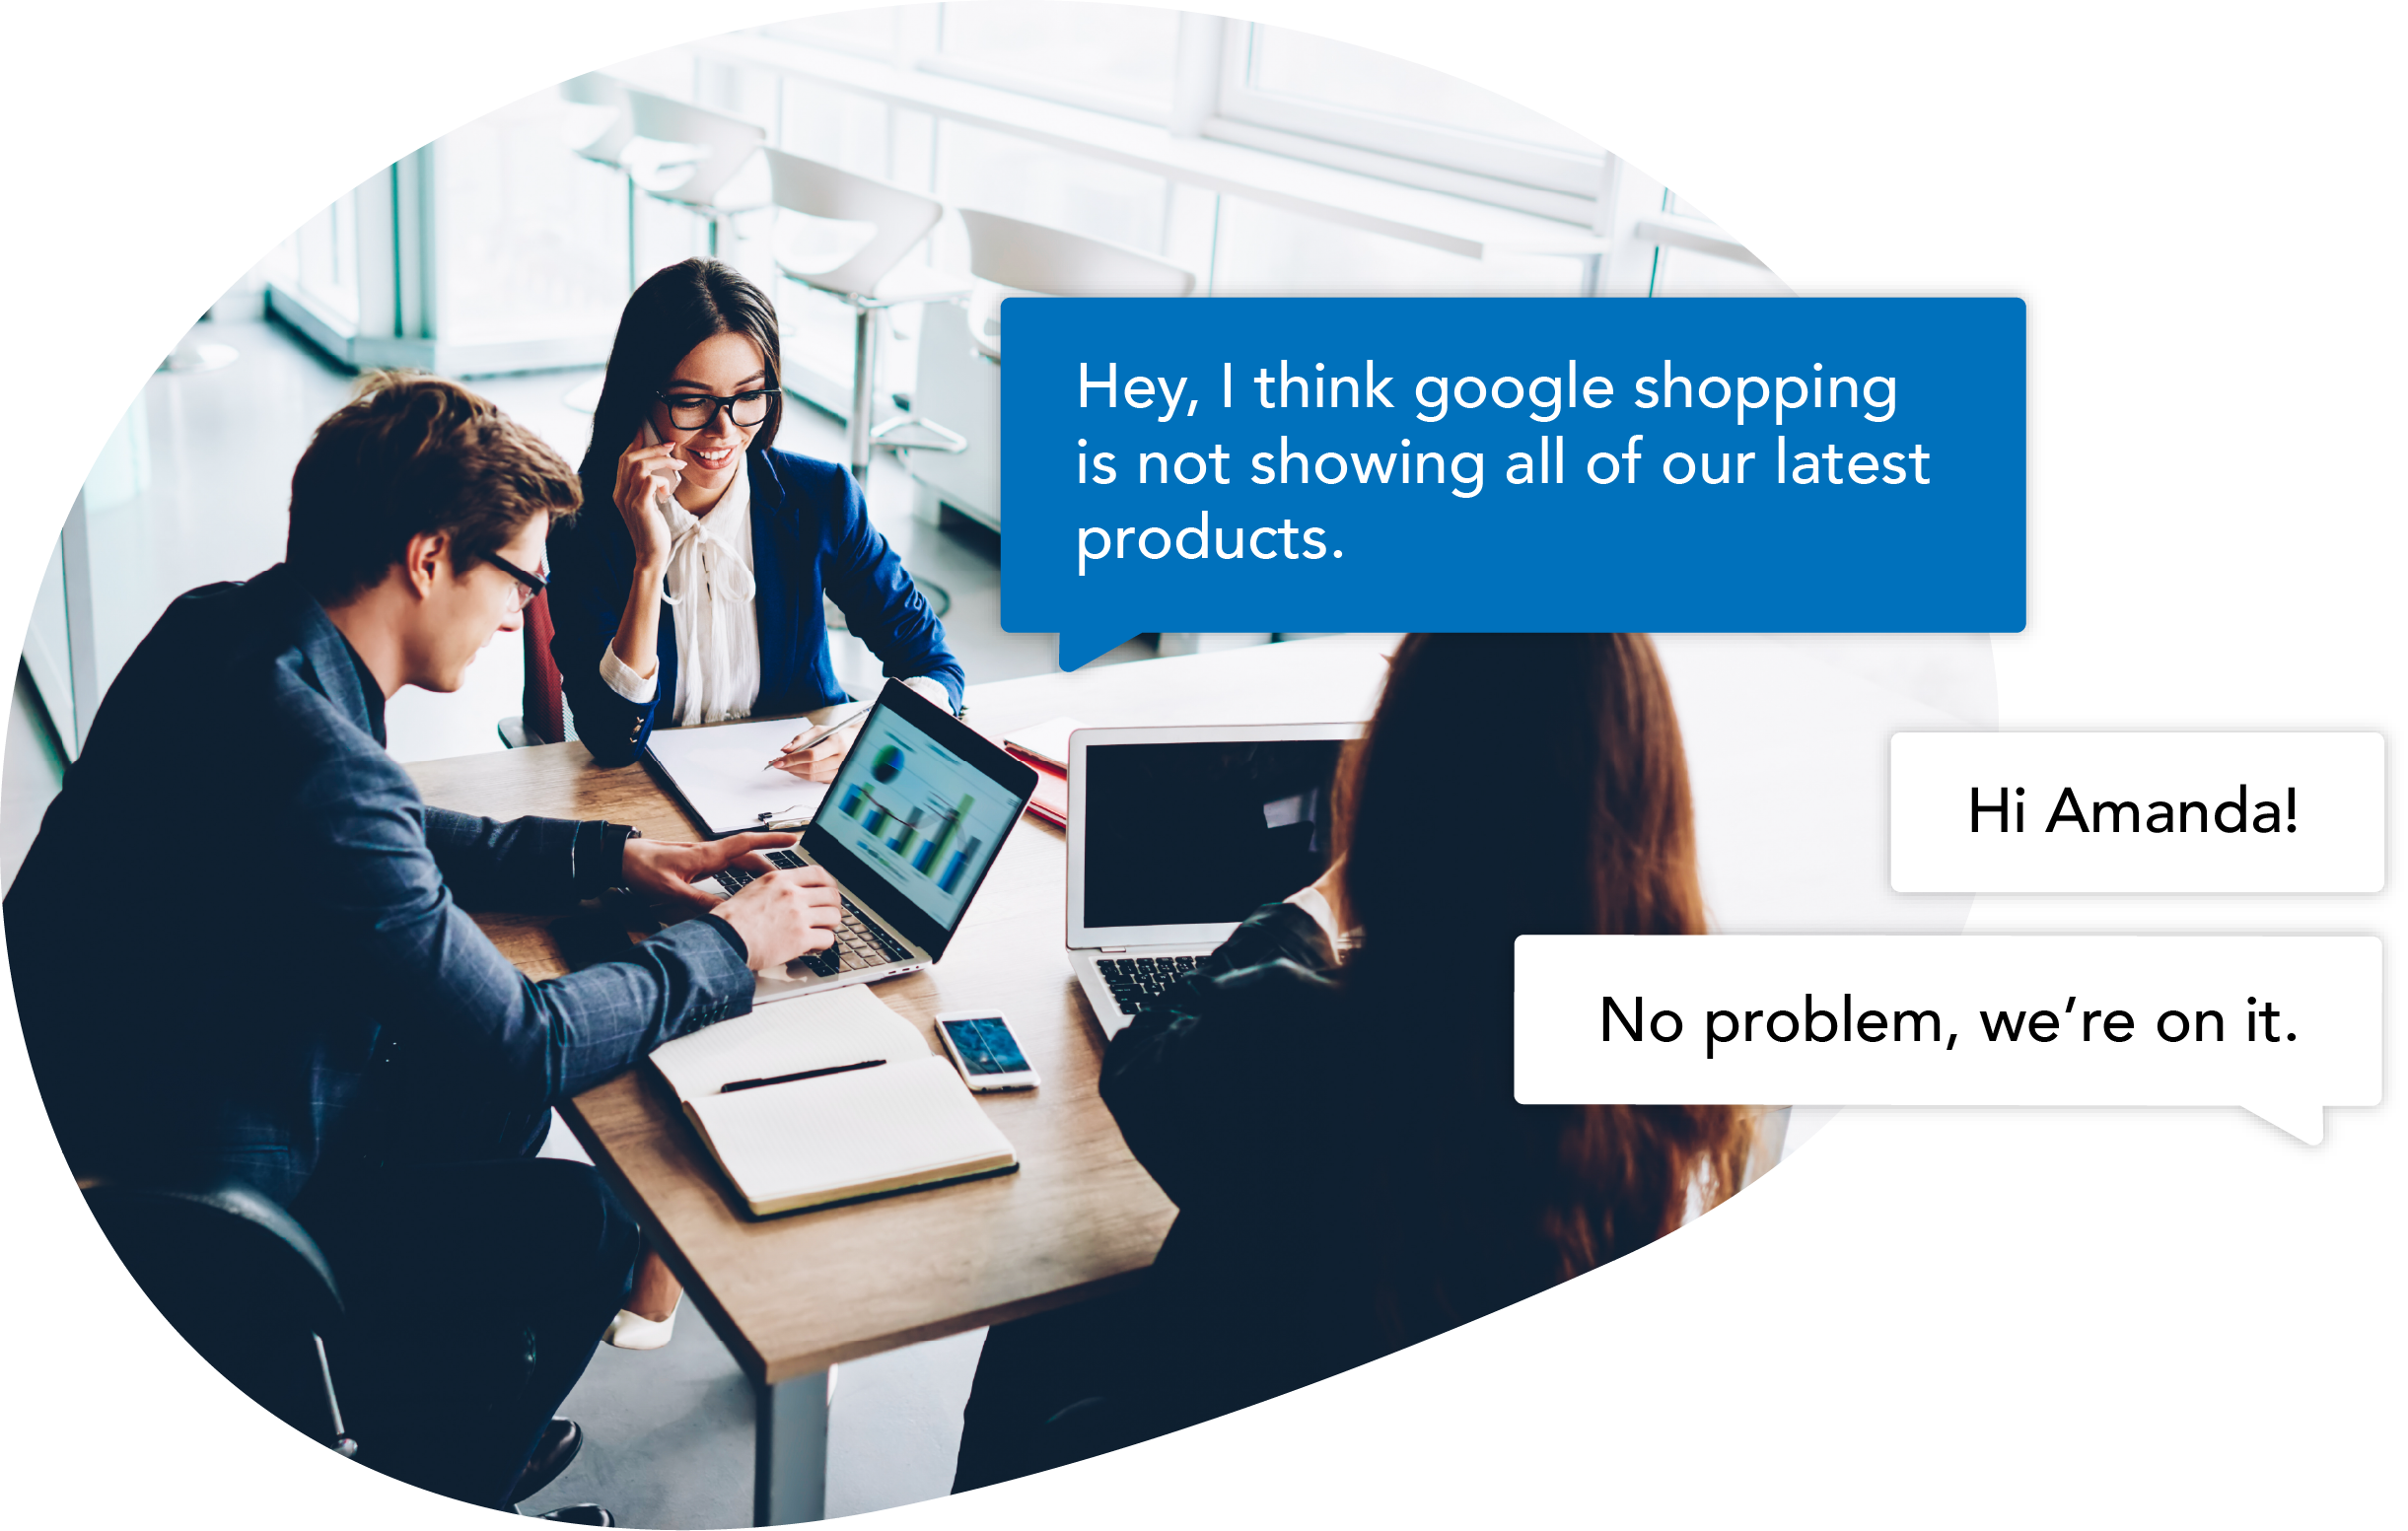 Hey, I think google shopping
is not showing all of our latest
products.
Hi Amanda!
No problem, we’re on it.